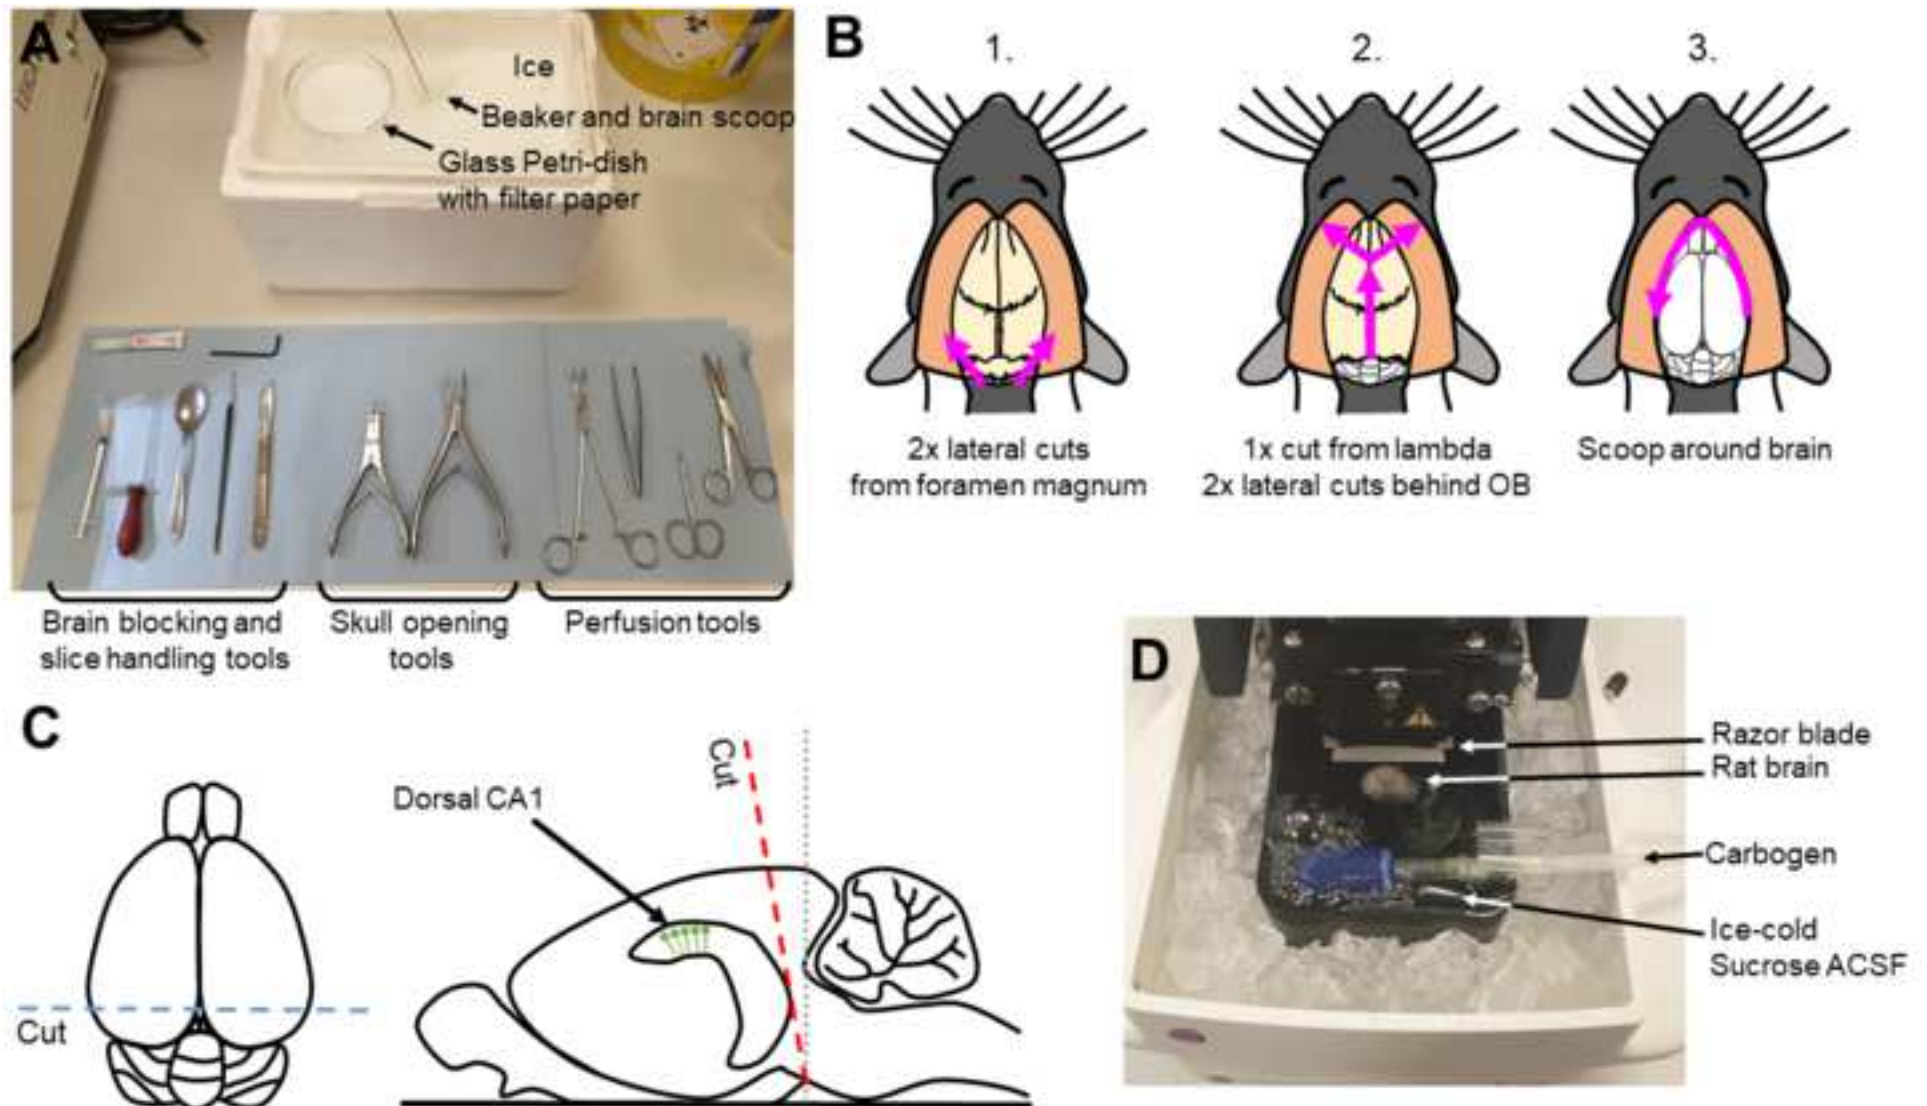 A
Ice
Beaker and brain scoop
Glass Petri-dish
with filter paper
Brain blocking and
slice handling tools
Skull opening
tools
Perfusion tools
B
1.
2.
3.
2x lateral cuts
from foramen magnum
1x cut from lambda
2x lateral cuts behind OB
Scoop around brain
C
Cut
Dorsal CA1
Cut
D
Razor blade
Rat brain
Carbogen
Ice-cold
Sucrose ACSF